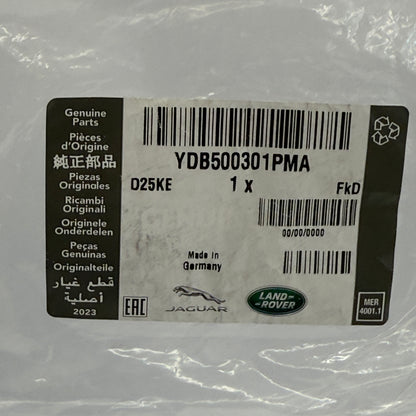 Genuine
Parts
Pièces
d'Origine
純正部品
Piezas
Originales
Ricambi
Originali
Originele
Onderdelen
Peças
Genuinas
Originalteile
قطع غيار
أصلية
2023
YDB500301PMA
D25KE 1 x FkD
00/00/0000
Made in
Germany
EAC
JAGUAR
LAND-
ROVER
MER
4001.1